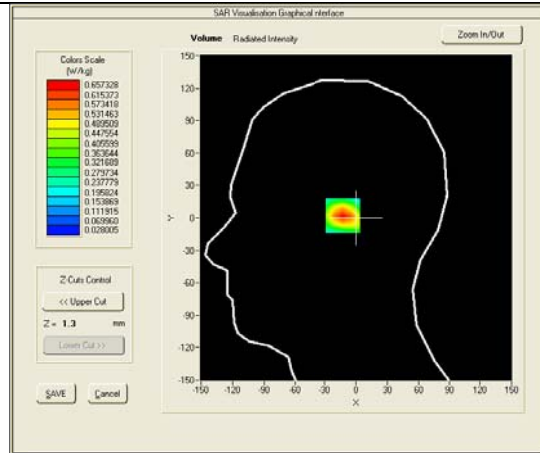 SAR Visualisation Graphical nterface
Volume Radiated Intensity
Zoom In/Out
Colors Scale
(W/kg)
0.657328
0.615373
0.573418
0.531463
0.489509
0.447554
0.405599
0.363644
0.321689
0.279734
0.237779
0.195824
0.153869
0.111915
0.069960
0.028005
Z-Cuts Control
<< Upper Cut
Z = 1.3 mm
Lower Cut >>
SAVE
Cancel
150
120
90
60
30
0
-30
-60
-90
-120
-150
Y
-150 -120 -90 -60 -30 0 30 60 90 120 150
X